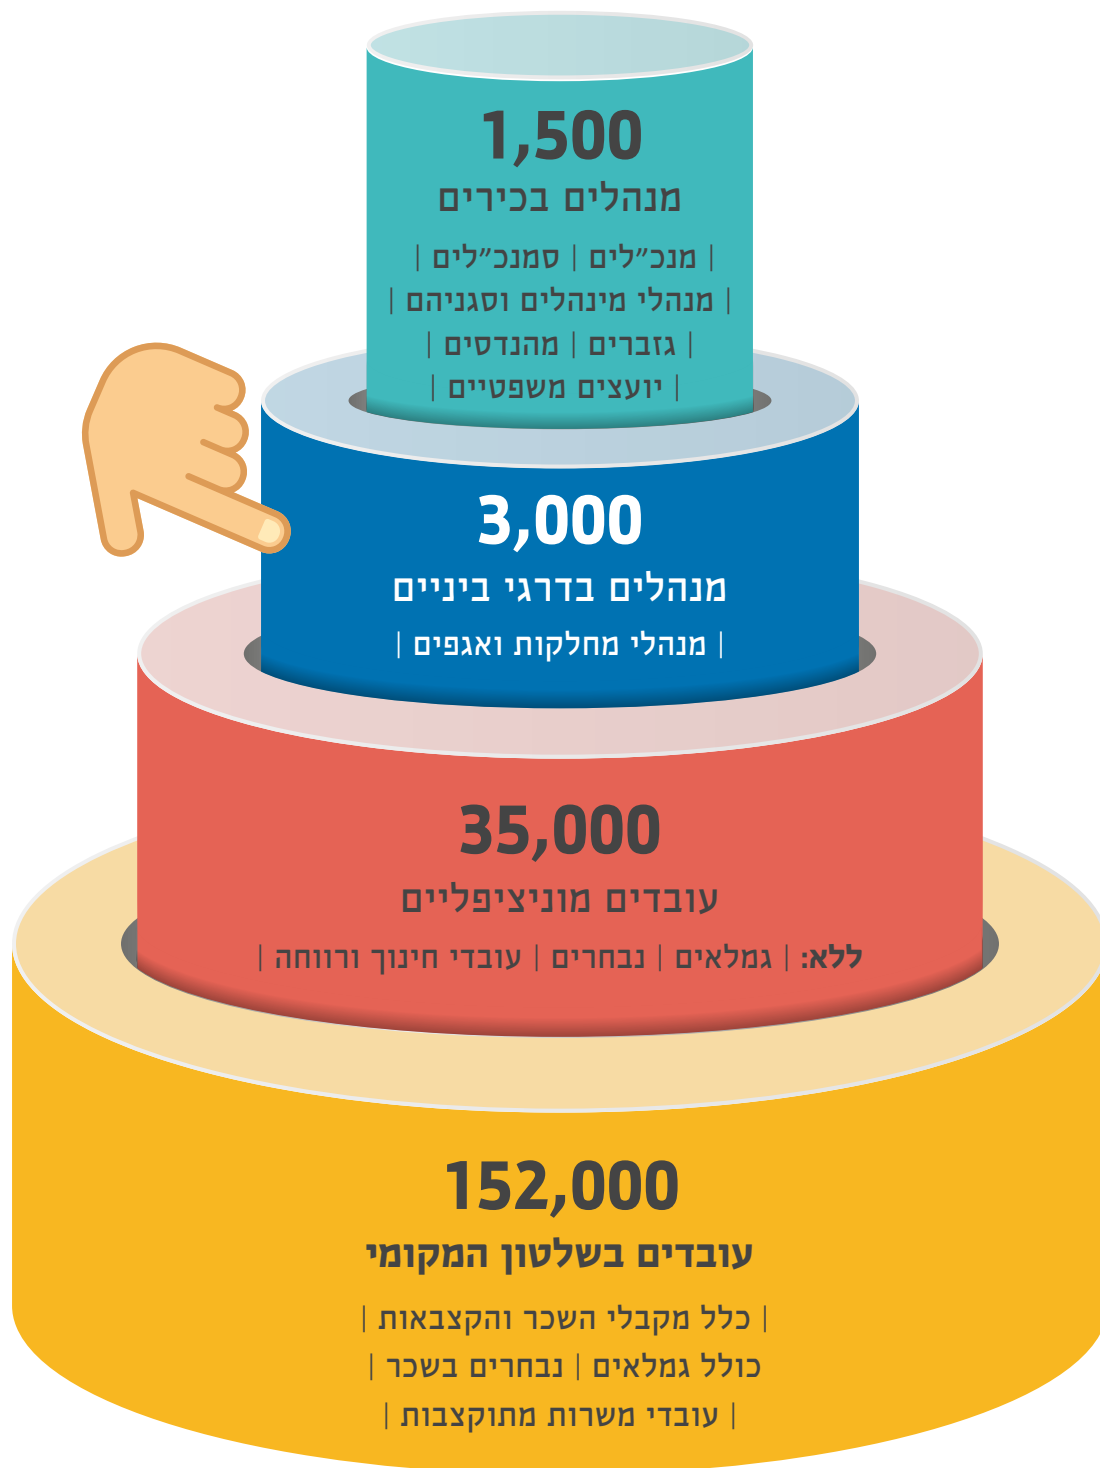 1,500
מנהלים בכירים
| מנכ״לים | סמנכ״לים |
| מנהלי מינהלים וסגניהם |
| גזברים | מהנדסים |
| יועצים משפטיים |
3,000
מנהלים בדרגי ביניים
| מנהלי מחלקות ואגפים |
35,000
עובדים מוניציפליים
ללא: | גמלאים | נבחרים | עובדי חינוך ורווחה |
152,000
עובדים בשלטון המקומי
| כלל מקבלי השכר והקצבאות |
כולל גמלאים | נבחרים בשכר |
| עובדי משרות מתוקצבות |